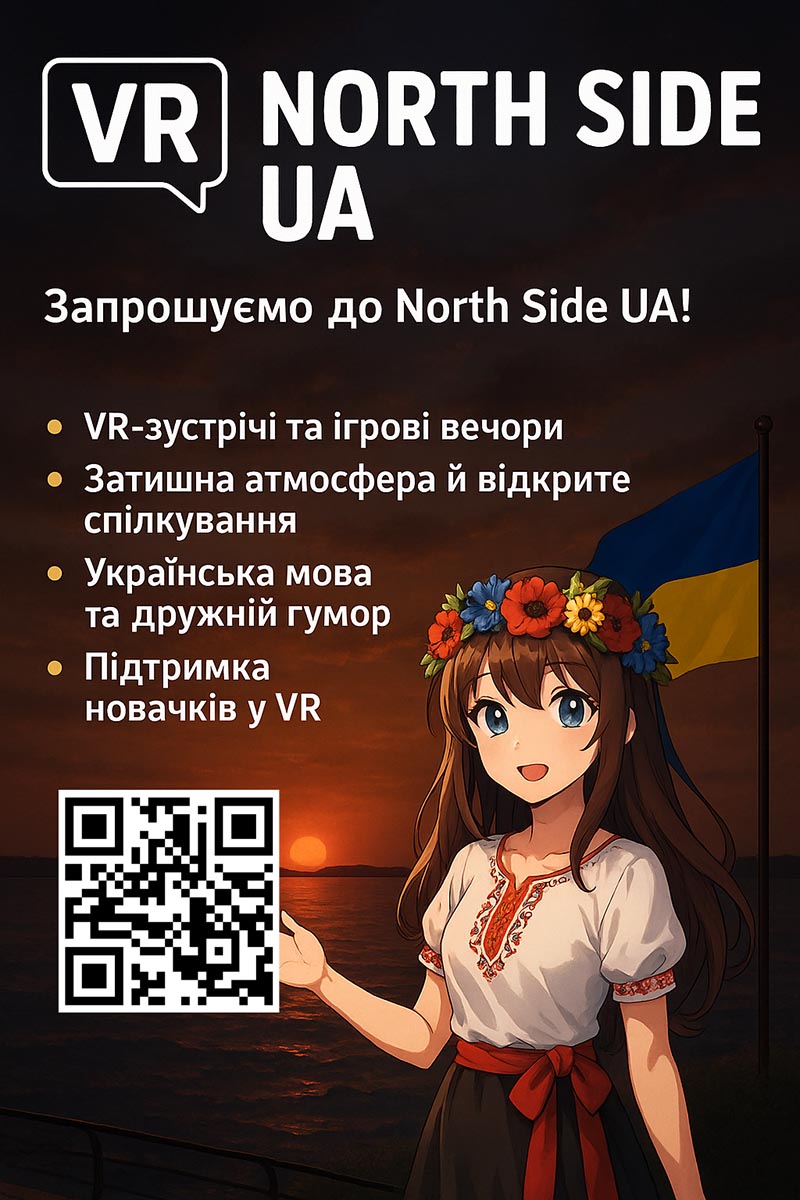 VR
NORTH SIDE
UA
Запрошуємо до North Side UA!
• VR-зустрічі та ігрові вечори
• Затишна атмосфера й відкрите
спілкування
• Українська мова
та дружній гумор
• Підтримка
новачків у VR